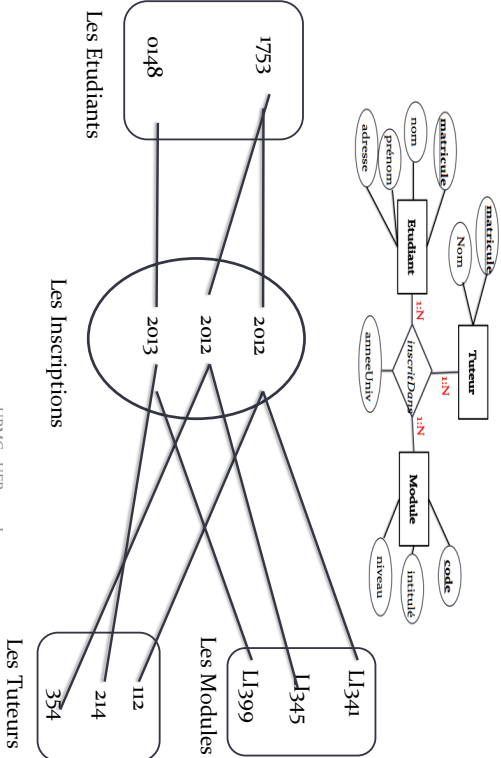 matricule
Nom
Tuteur
matricule
nom
prénom
adresse
Etudiant
1:N
inscritDans
1:N
1:N
anneeUniv
Module
code
intitulé
niveau
1753
0148
Les Etudiants
2012
2012
2013
Les Inscriptions
LI341
LI345
LI399
Les Modules
112
214
354
Les Tuteurs